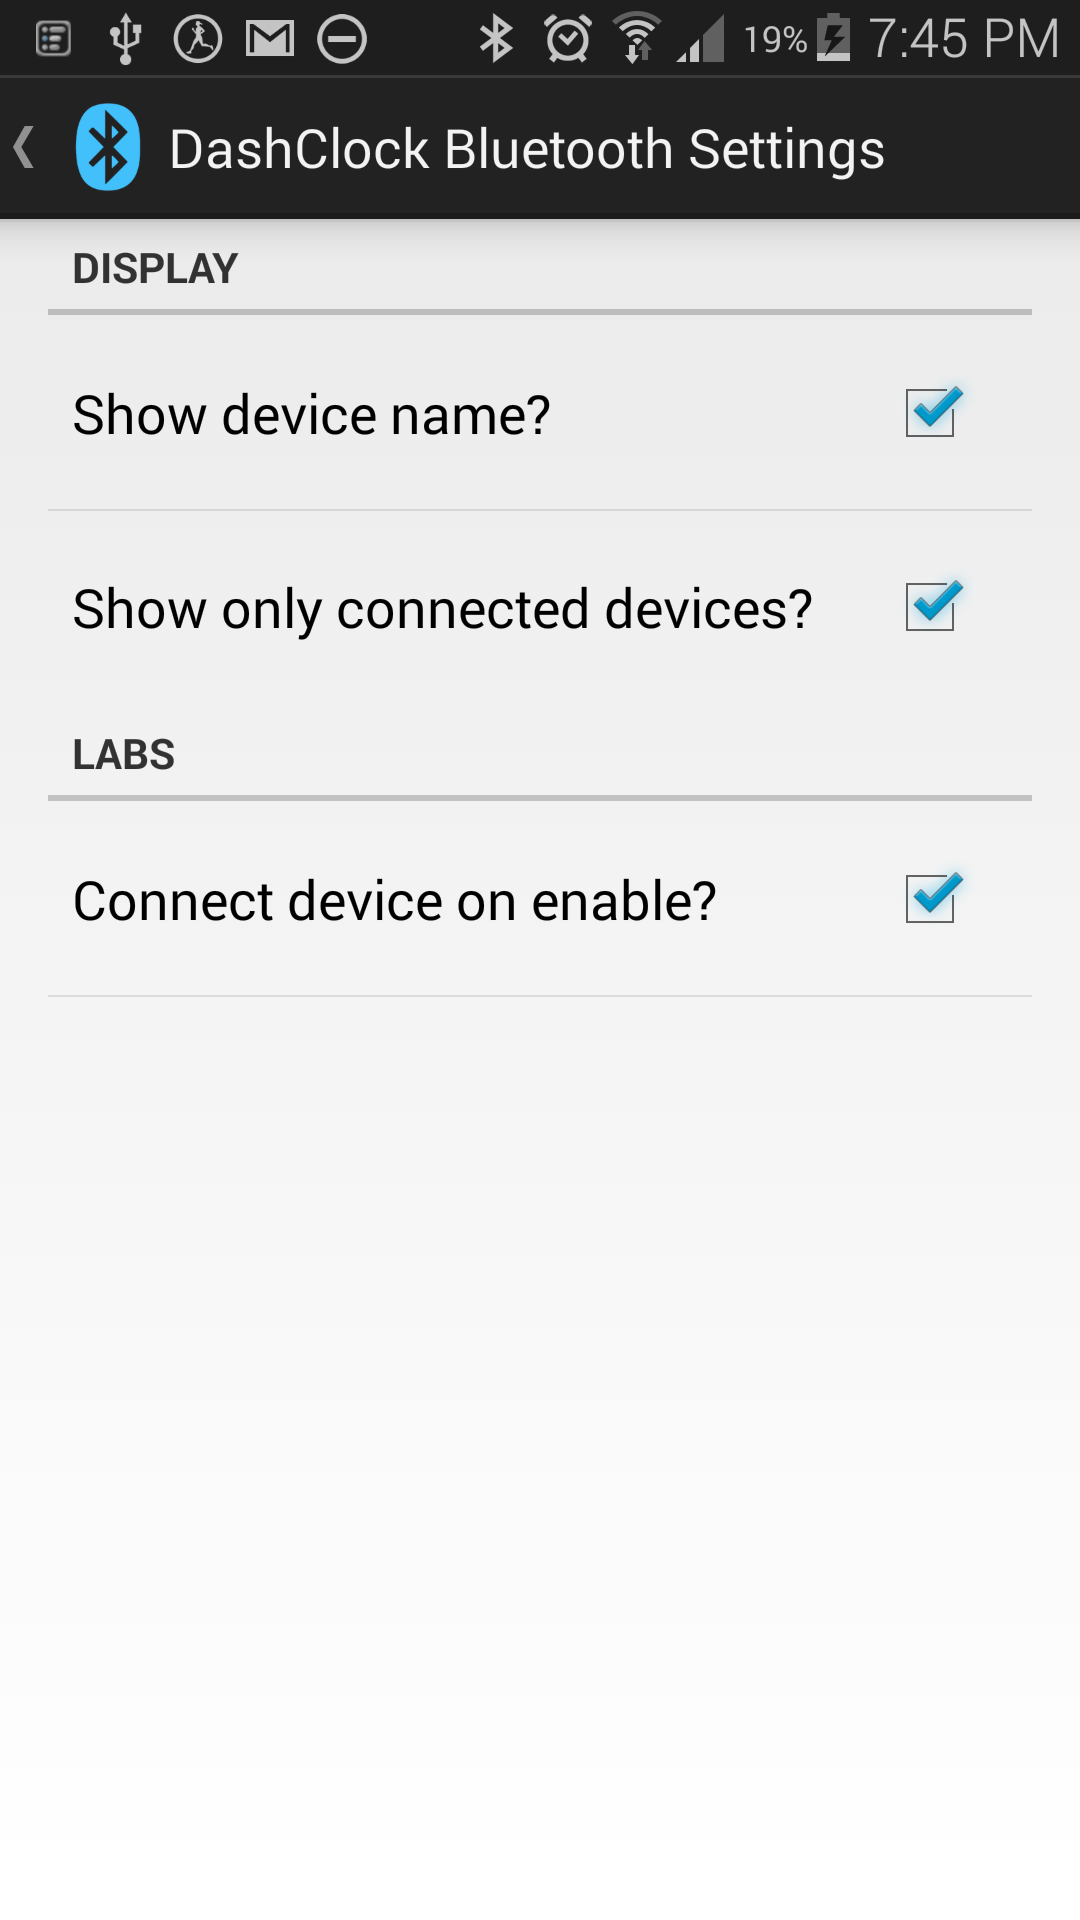 19% 7:45 PM
DashClock Bluetooth Settings
DISPLAY
Show device name?
Show only connected devices?
LABS
Connect device on enable?